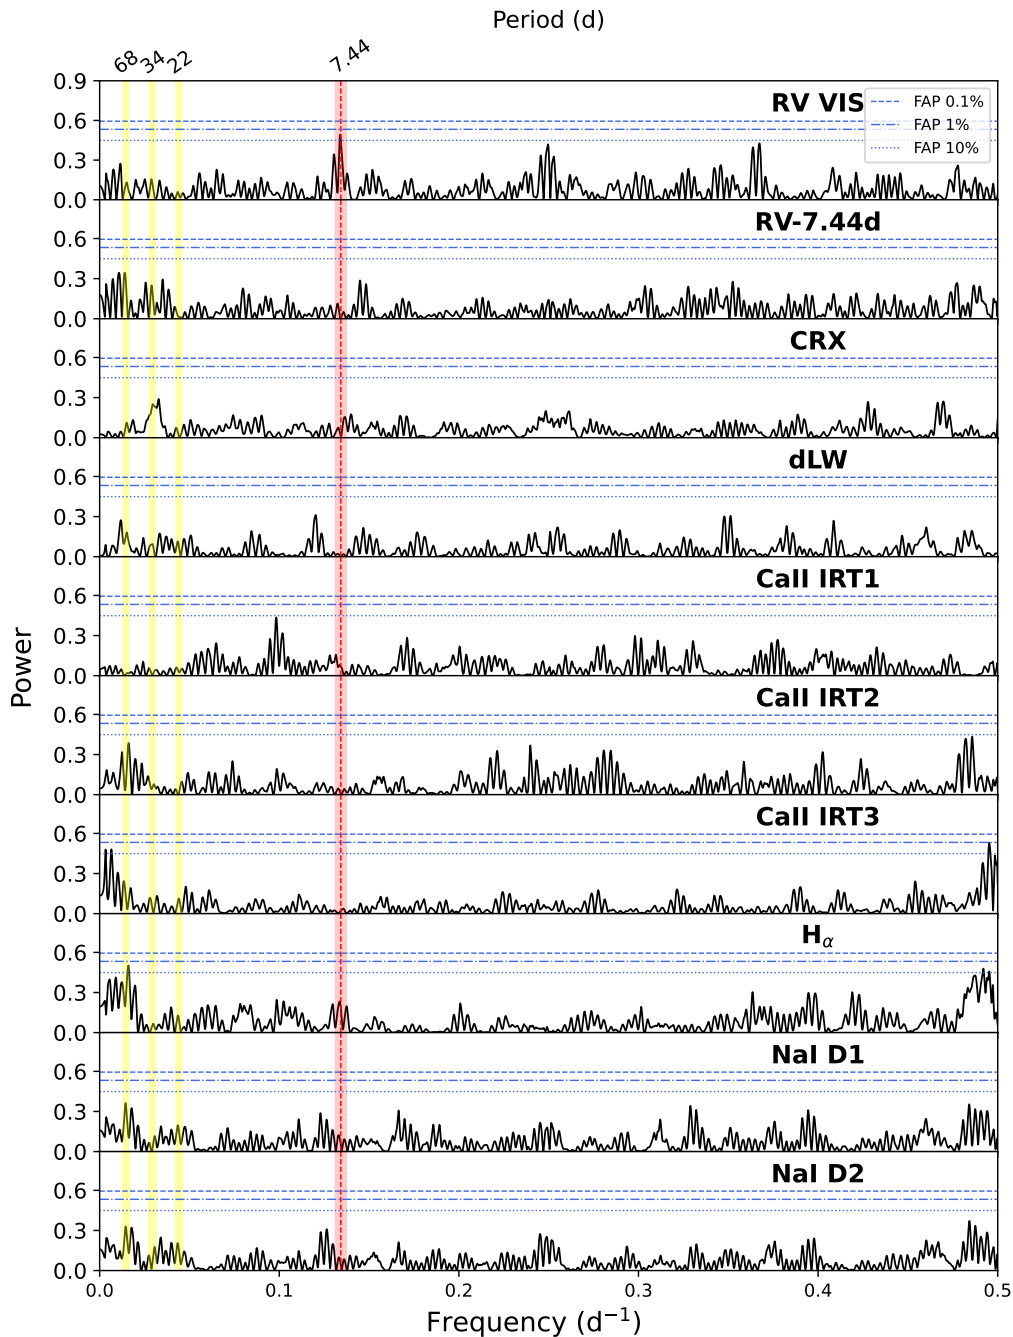 Period (d)
68 34 22 7.44
0.9
RV VIS
FAP 0.1%
FAP 1%
FAP 10%
0.6
0.3
0.0
RV-7.44d
0.6
0.3
0.0
CRX
0.6
0.3
0.0
dLW
0.6
0.3
0.0
CaII IRT1
0.6
0.3
0.0
Power
CaII IRT2
0.6
0.3
0.0
CaII IRT3
0.6
0.3
0.0
Hα
0.6
0.3
0.0
NaI D1
0.6
0.3
0.0
NaI D2
0.6
0.3
0.0
0.0 0.1 0.2 0.3 0.4 0.5
Frequency (d⁻¹)